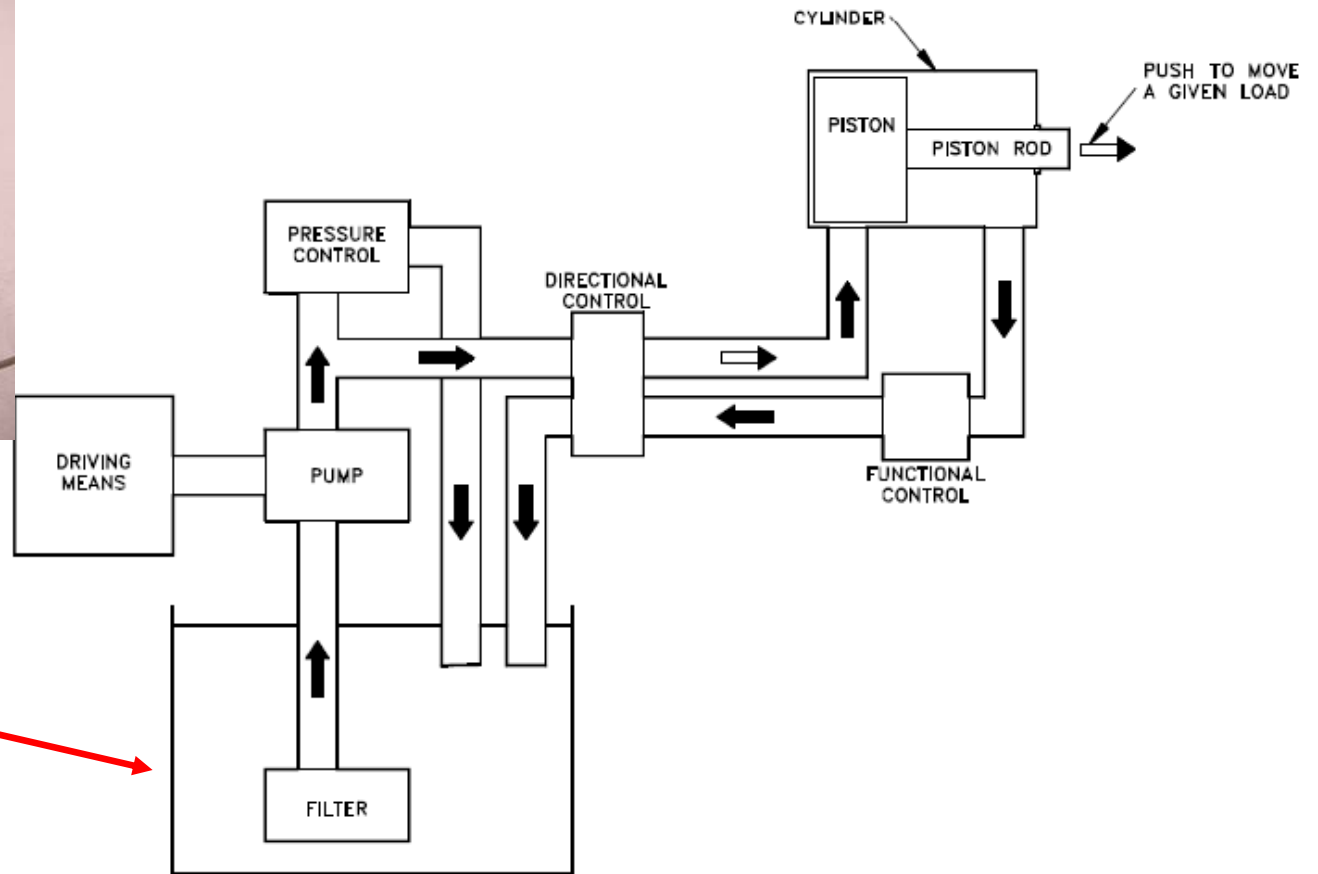 CYLINDER
PUSH TO MOVE
A GIVEN LOAD
PISTON
PISTON ROD
PRESSURE
CONTROL
DIRECTIONAL
CONTROL
DRIVING
MEANS
PUMP
FUNCTIONAL
CONTROL
FILTER